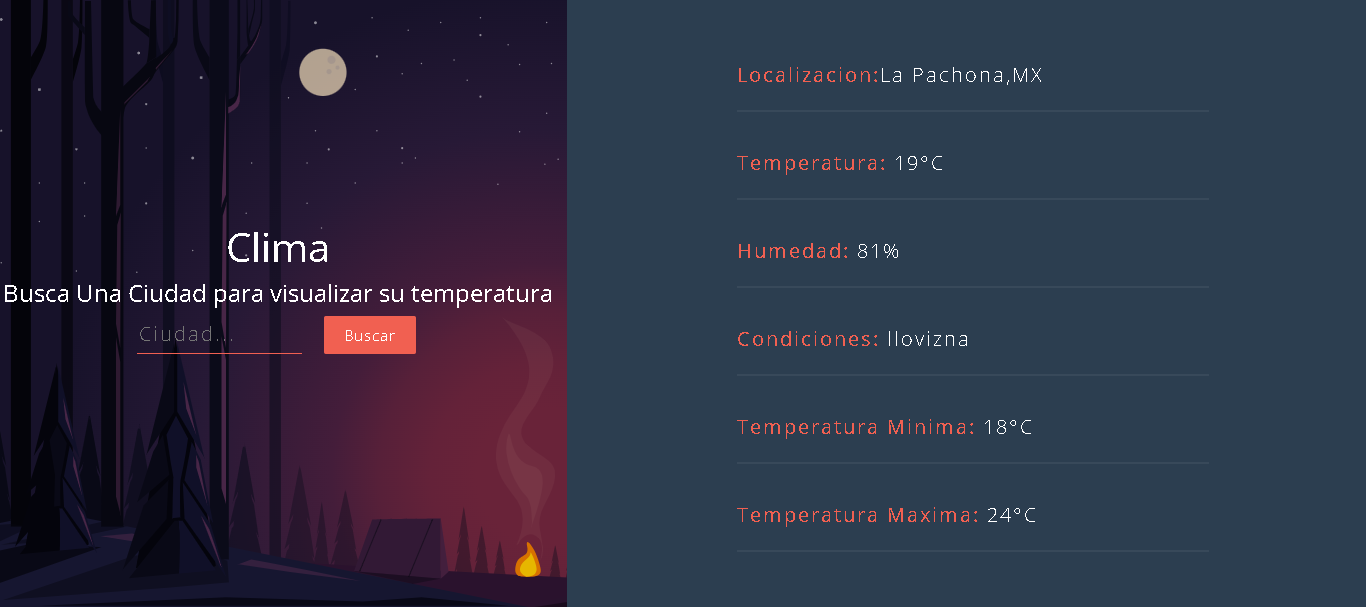 Clima
Busca Una Ciudad para visualizar su temperatura
Ciudad...
Buscar
Localizacion:La Pachona,MX
Temperatura: 19°C
Humedad: 81%
Condiciones: llovizna
Temperatura Minima: 18°C
Temperatura Maxima: 24°C